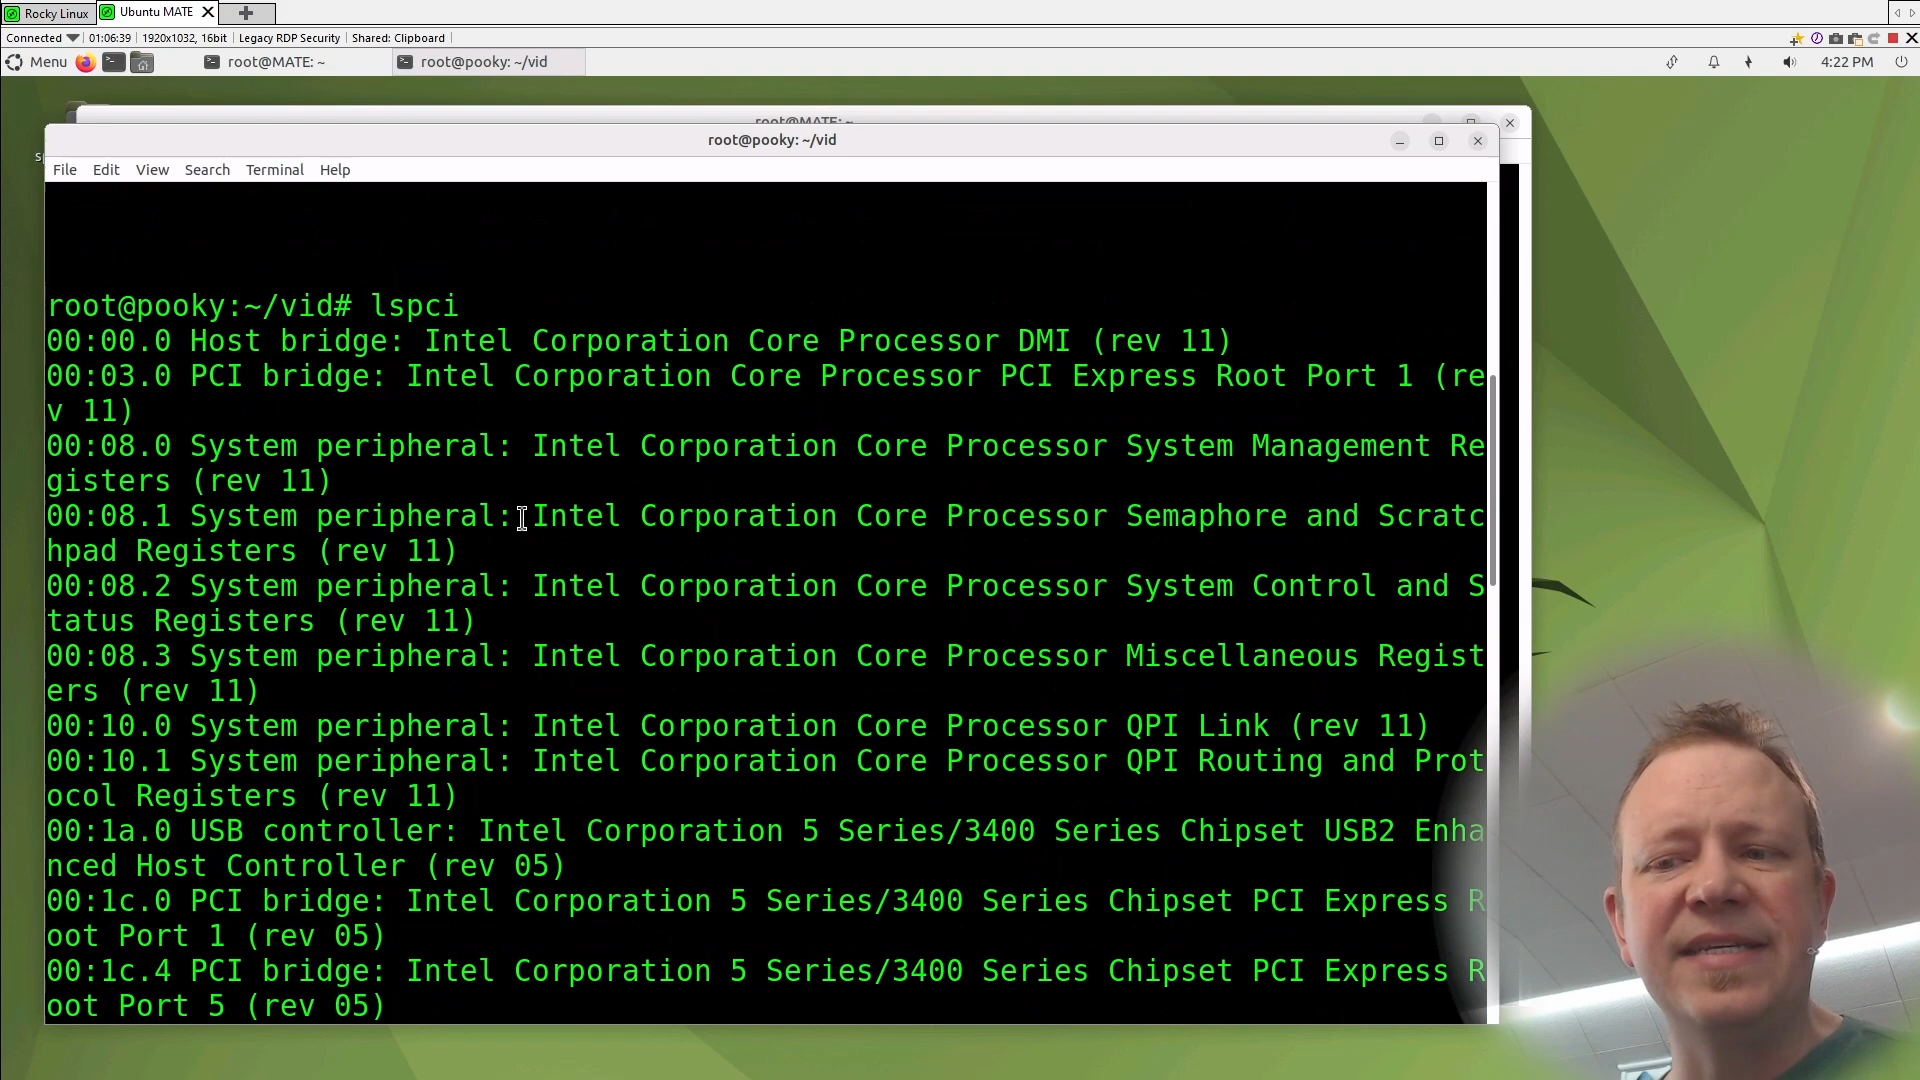 Rocky Linux
Ubuntu MATE
Connected
01:06:39
1920x1032, 16bit
Legacy RDP Security
Shared: Clipboard
Menu
root@MATE: ~
root@pooky: ~/vid
4:22 PM
root@MATE: ~
root@pooky: ~/vid
File Edit View Search Terminal Help
root@pooky:~/vid# lspci
00:00.0 Host bridge: Intel Corporation Core Processor DMI (rev 11)
00:03.0 PCI bridge: Intel Corporation Core Processor PCI Express Root Port 1 (re
v 11)
00:08.0 System peripheral: Intel Corporation Core Processor System Management Re
gisters (rev 11)
00:08.1 System peripheral: Intel Corporation Core Processor Semaphore and Scratc
hpad Registers (rev 11)
00:08.2 System peripheral: Intel Corporation Core Processor System Control and S
tatus Registers (rev 11)
00:08.3 System peripheral: Intel Corporation Core Processor Miscellaneous Regist
ers (rev 11)
00:10.0 System peripheral: Intel Corporation Core Processor QPI Link (rev 11)
00:10.1 System peripheral: Intel Corporation Core Processor QPI Routing and Prot
ocol Registers (rev 11)
00:1a.0 USB controller: Intel Corporation 5 Series/3400 Series Chipset USB2 Enha
nced Host Controller (rev 05)
00:1c.0 PCI bridge: Intel Corporation 5 Series/3400 Series Chipset PCI Express R
oot Port 1 (rev 05)
00:1c.4 PCI bridge: Intel Corporation 5 Series/3400 Series Chipset PCI Express R
oot Port 5 (rev 05)